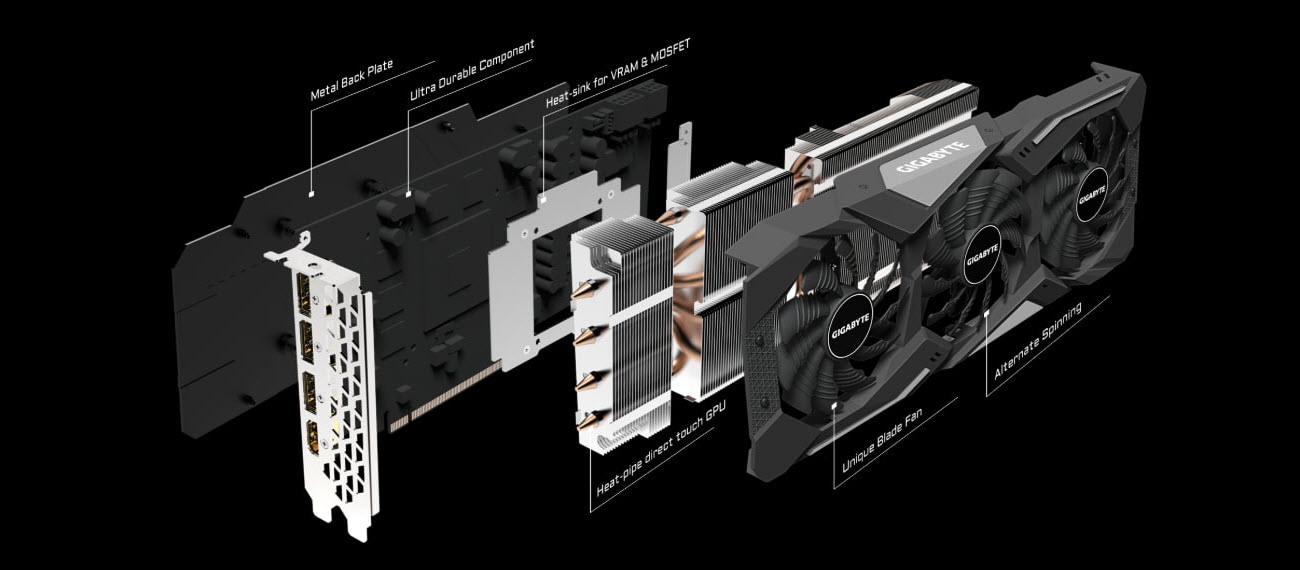 Metal Back Plate
Ultra Durable Component
Heat-sink for VRAM & MOSFET
GIGABYTE
GIGABYTE
GIGABYTE
GIGABYTE
Alternate Spinning
Unique Blade Fan
Heat-pipe direct touch GPU